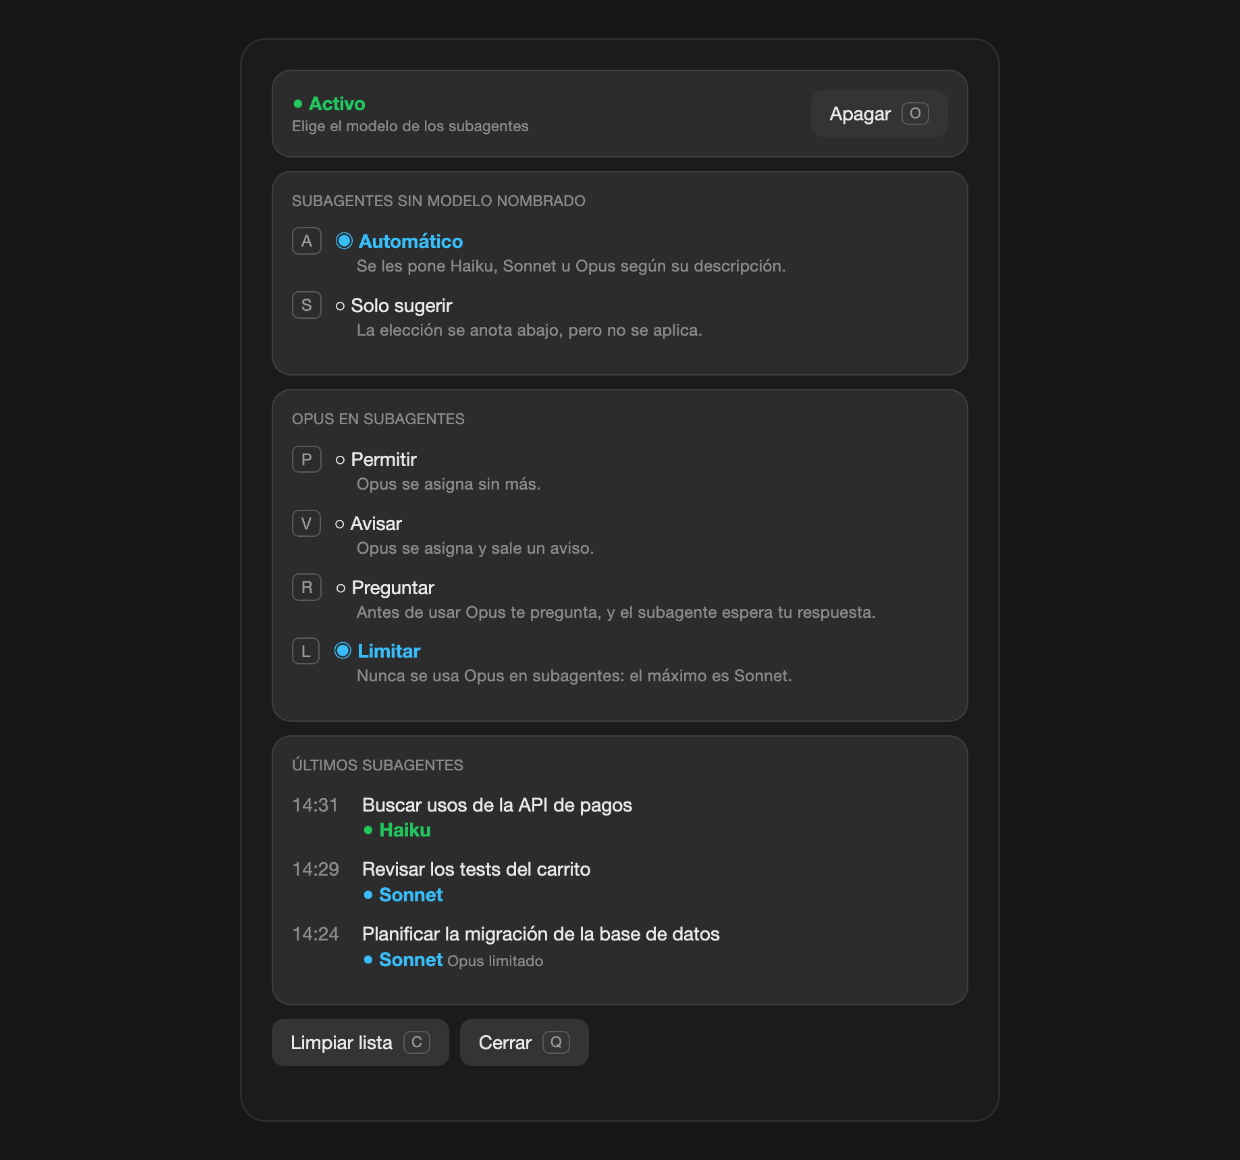 Activo
Elige el modelo de los subagentes
Apagar O
SUBAGENTES SIN MODELO NOMBRADO
A Automático
Se les pone Haiku, Sonnet u Opus según su descripción.
S Solo sugerir
La elección se anota abajo, pero no se aplica.
OPUS EN SUBAGENTES
P Permitir
Opus se asigna sin más.
V Avisar
Opus se asigna y sale un aviso.
R Preguntar
Antes de usar Opus te pregunta, y el subagente espera tu respuesta.
L Limitar
Nunca se usa Opus en subagentes: el máximo es Sonnet.
ÚLTIMOS SUBAGENTES
14:31 Buscar usos de la API de pagos
Haiku
14:29 Revisar los tests del carrito
Sonnet
14:24 Planificar la migración de la base de datos
Sonnet Opus limitado
Limpiar lista C Cerrar Q